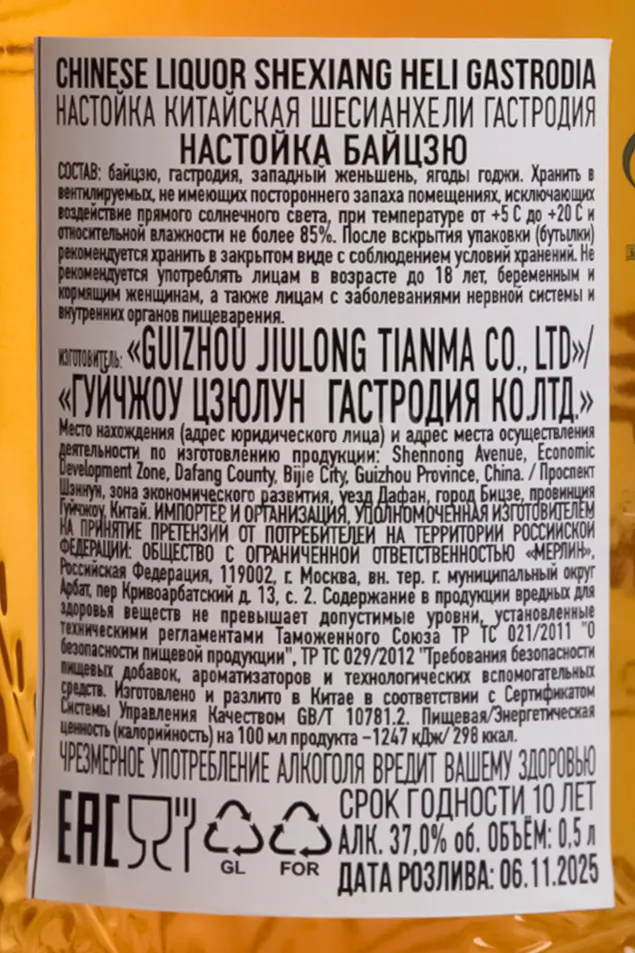 CHINESE LIQUOR SHEXIANG HELI GASTRODIA
НАСТОЙКА КИТАЙСКАЯ ШЕСИАНХЕЛИ ГАСТРОДИЯ
НАСТОЙКА БАЙЦЗЮ
СОСТАВ: байцзю, гастродия, западный женьшень, ягоды годжи. Хранить в
вентилируемых, не имеющих постороннего запаха помещениях, исключающих
воздействие прямого солнечного света, при температуре от +5 С до +20 С и
относительной влажности не более 85%. После вскрытия упаковки (бутылки)
рекомендуется хранить в закрытом виде с соблюдением условий хранений. Не
рекомендуется употреблять лицам в возрасте до 18 лет, беременным и
кормящим женщинам, а также лицам с заболеваниями нервной системы и
внутренних органов пищеварения.
ИЗГОТОВИТЕЛЬ: «GUIZHOU JIULONG TIANMA CO., LTD»/
«ГУЙЧЖОУ ЦЗЮЛУН ГАСТРОДИЯ КО.ЛТД.»
Место нахождения (адрес юридического лица) и адрес места осуществления
деятельности по изготовлению продукции: Shennong Avenue, Economic
Development Zone, Dafang County, Bijie City, Guizhou Province, China. / Проспект
Шэннун, зона экономического развития, уезд Дафан, город Бицзе, провинция
Гуйчжоу, Китай. ИМПОРТЕР И ОРГАНИЗАЦИЯ, УПОЛНОМОЧЕННАЯ ИЗГОТОВИТЕЛЕМ
НА ПРИНЯТИЕ ПРЕТЕНЗИЙ ОТ ПОТРЕБИТЕЛЕЙ НА ТЕРРИТОРИИ РОССИЙСКОЙ
ФЕДЕРАЦИИ: ОБЩЕСТВО С ОГРАНИЧЕННОЙ ОТВЕТСТВЕННОСТЬЮ «МЕРЛИН»,
Российская Федерация, 119002, г. Москва, вн. тер. г. муниципальный округ
Арбат, пер Кривоарбатский д. 13, с. 2. Содержание в продукции вредных для
здоровья веществ не превышает допустимые уровни, установленные
техническими регламентами Таможенного Союза ТР ТС 021/2011 "О
безопасности пищевой продукции", ТР ТС 029/2012 "Требования безопасности
пищевых добавок, ароматизаторов и технологических вспомогательных
средств. Изготовлено и разлито в Китае в соответствии с Сертификатом
Системы Управления Качеством GB/T 10781.2. Пищевая/Энергетическая
ценность (калорийность) на 100 мл продукта –1247 кДж/ 298 ккал.
ЧРЕЗМЕРНОЕ УПОТРЕБЛЕНИЕ АЛКОГОЛЯ ВРЕДИТ ВАШЕМУ ЗДОРОВЬЮ
EAC
GL
FOR
СРОК ГОДНОСТИ 10 ЛЕТ
АЛК. 37,0% об. ОБЪЁМ: 0,5 л
ДАТА РОЗЛИВА: 06.11.2025